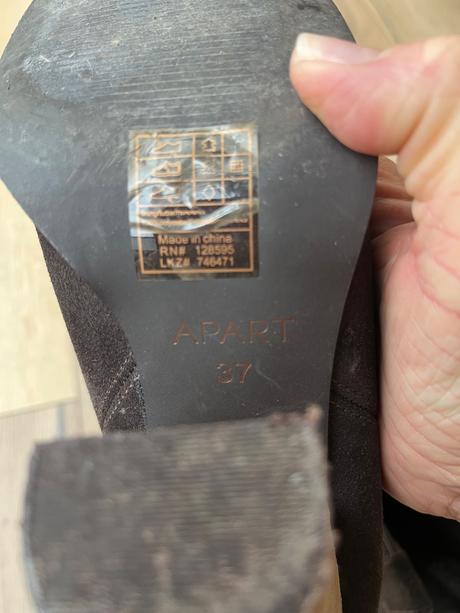 Made in china
RN# 128595
LKZ# 746471
APART
37